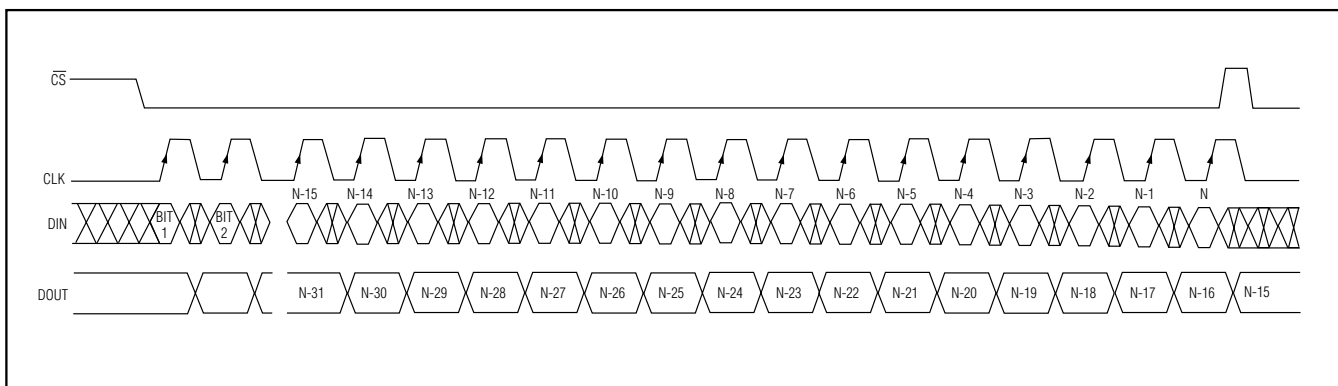 CS
CLK
N-15 N-14 N-13 N-12 N-11 N-10 N-9 N-8 N-7 N-6 N-5 N-4 N-3 N-2 N-1 N
DIN
BIT 1
BIT 2
DOUT
N-31 N-30 N-29 N-28 N-27 N-26 N-25 N-24 N-23 N-22 N-21 N-20 N-19 N-18 N-17 N-16 N-15